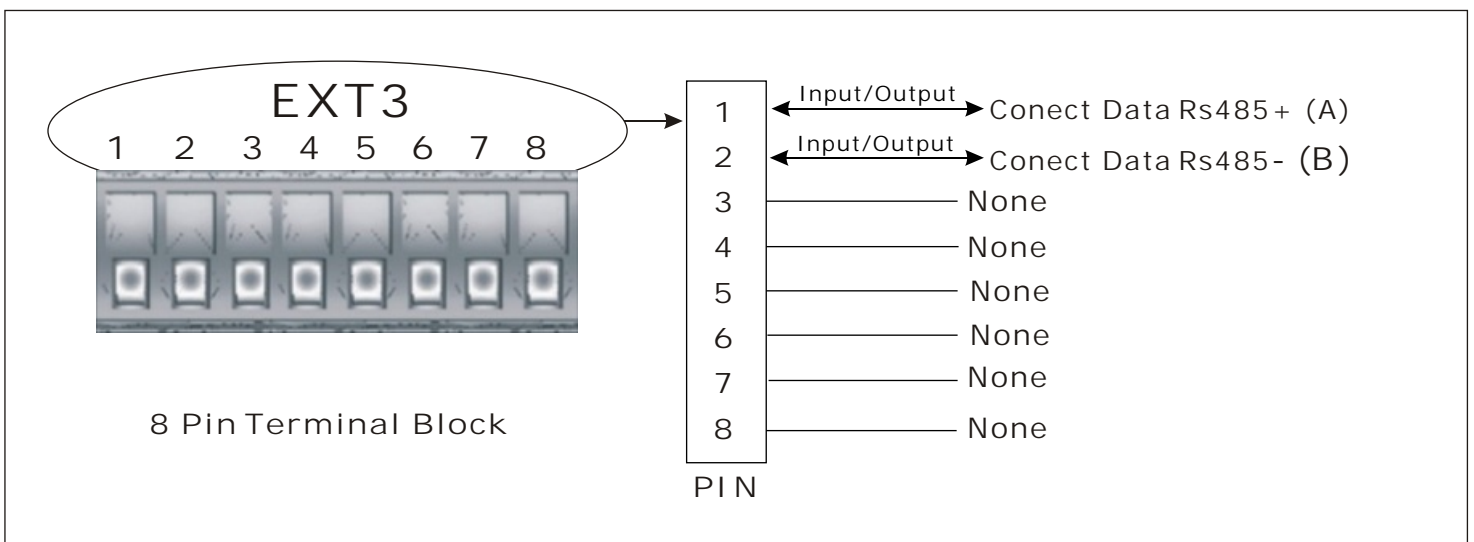 EXT3
1 2 3 4 5 6 7 8
8 Pin Terminal Block
1 Input/Output Conect Data Rs485+ (A)
2 Input/Output Conect Data Rs485- (B)
3 None
4 None
5 None
6 None
7 None
8 None
PIN